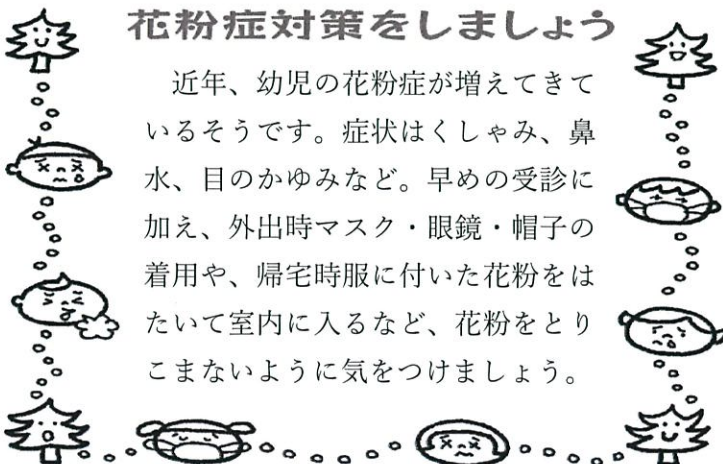 花粉症対策をしましょう
近年、幼児の花粉症が増えてきて
いるそうです。症状はくしゃみ、鼻
水、目のかゆみなど。早めの受診に
加え、外出時マスク・眼鏡・帽子の
着用や、帰宅時服に付いた花粉をは
たいて室内に入るなど、花粉をとり
こまないように気をつけましょう。